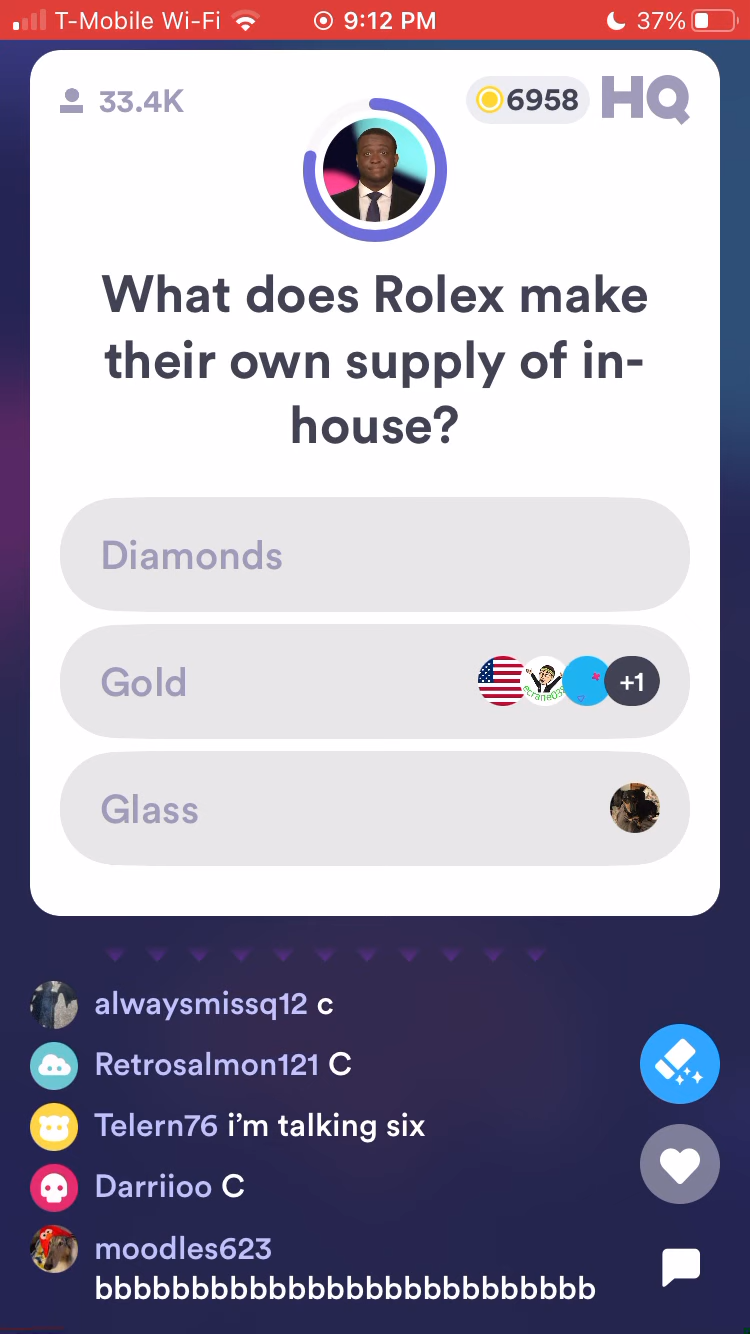 T-Mobile Wi-Fi 9:12 PM 37%
33.4K 6958 HQ
What does Rolex make
their own supply of in-
house?
Diamonds
Gold +1
Glass
alwaysmissq12 c
Retrosalmon121 C
Telern76 i’m talking six
Darriioo C
moodles623
bbbbbbbbbbbbbbbbbbbbbbbbbb